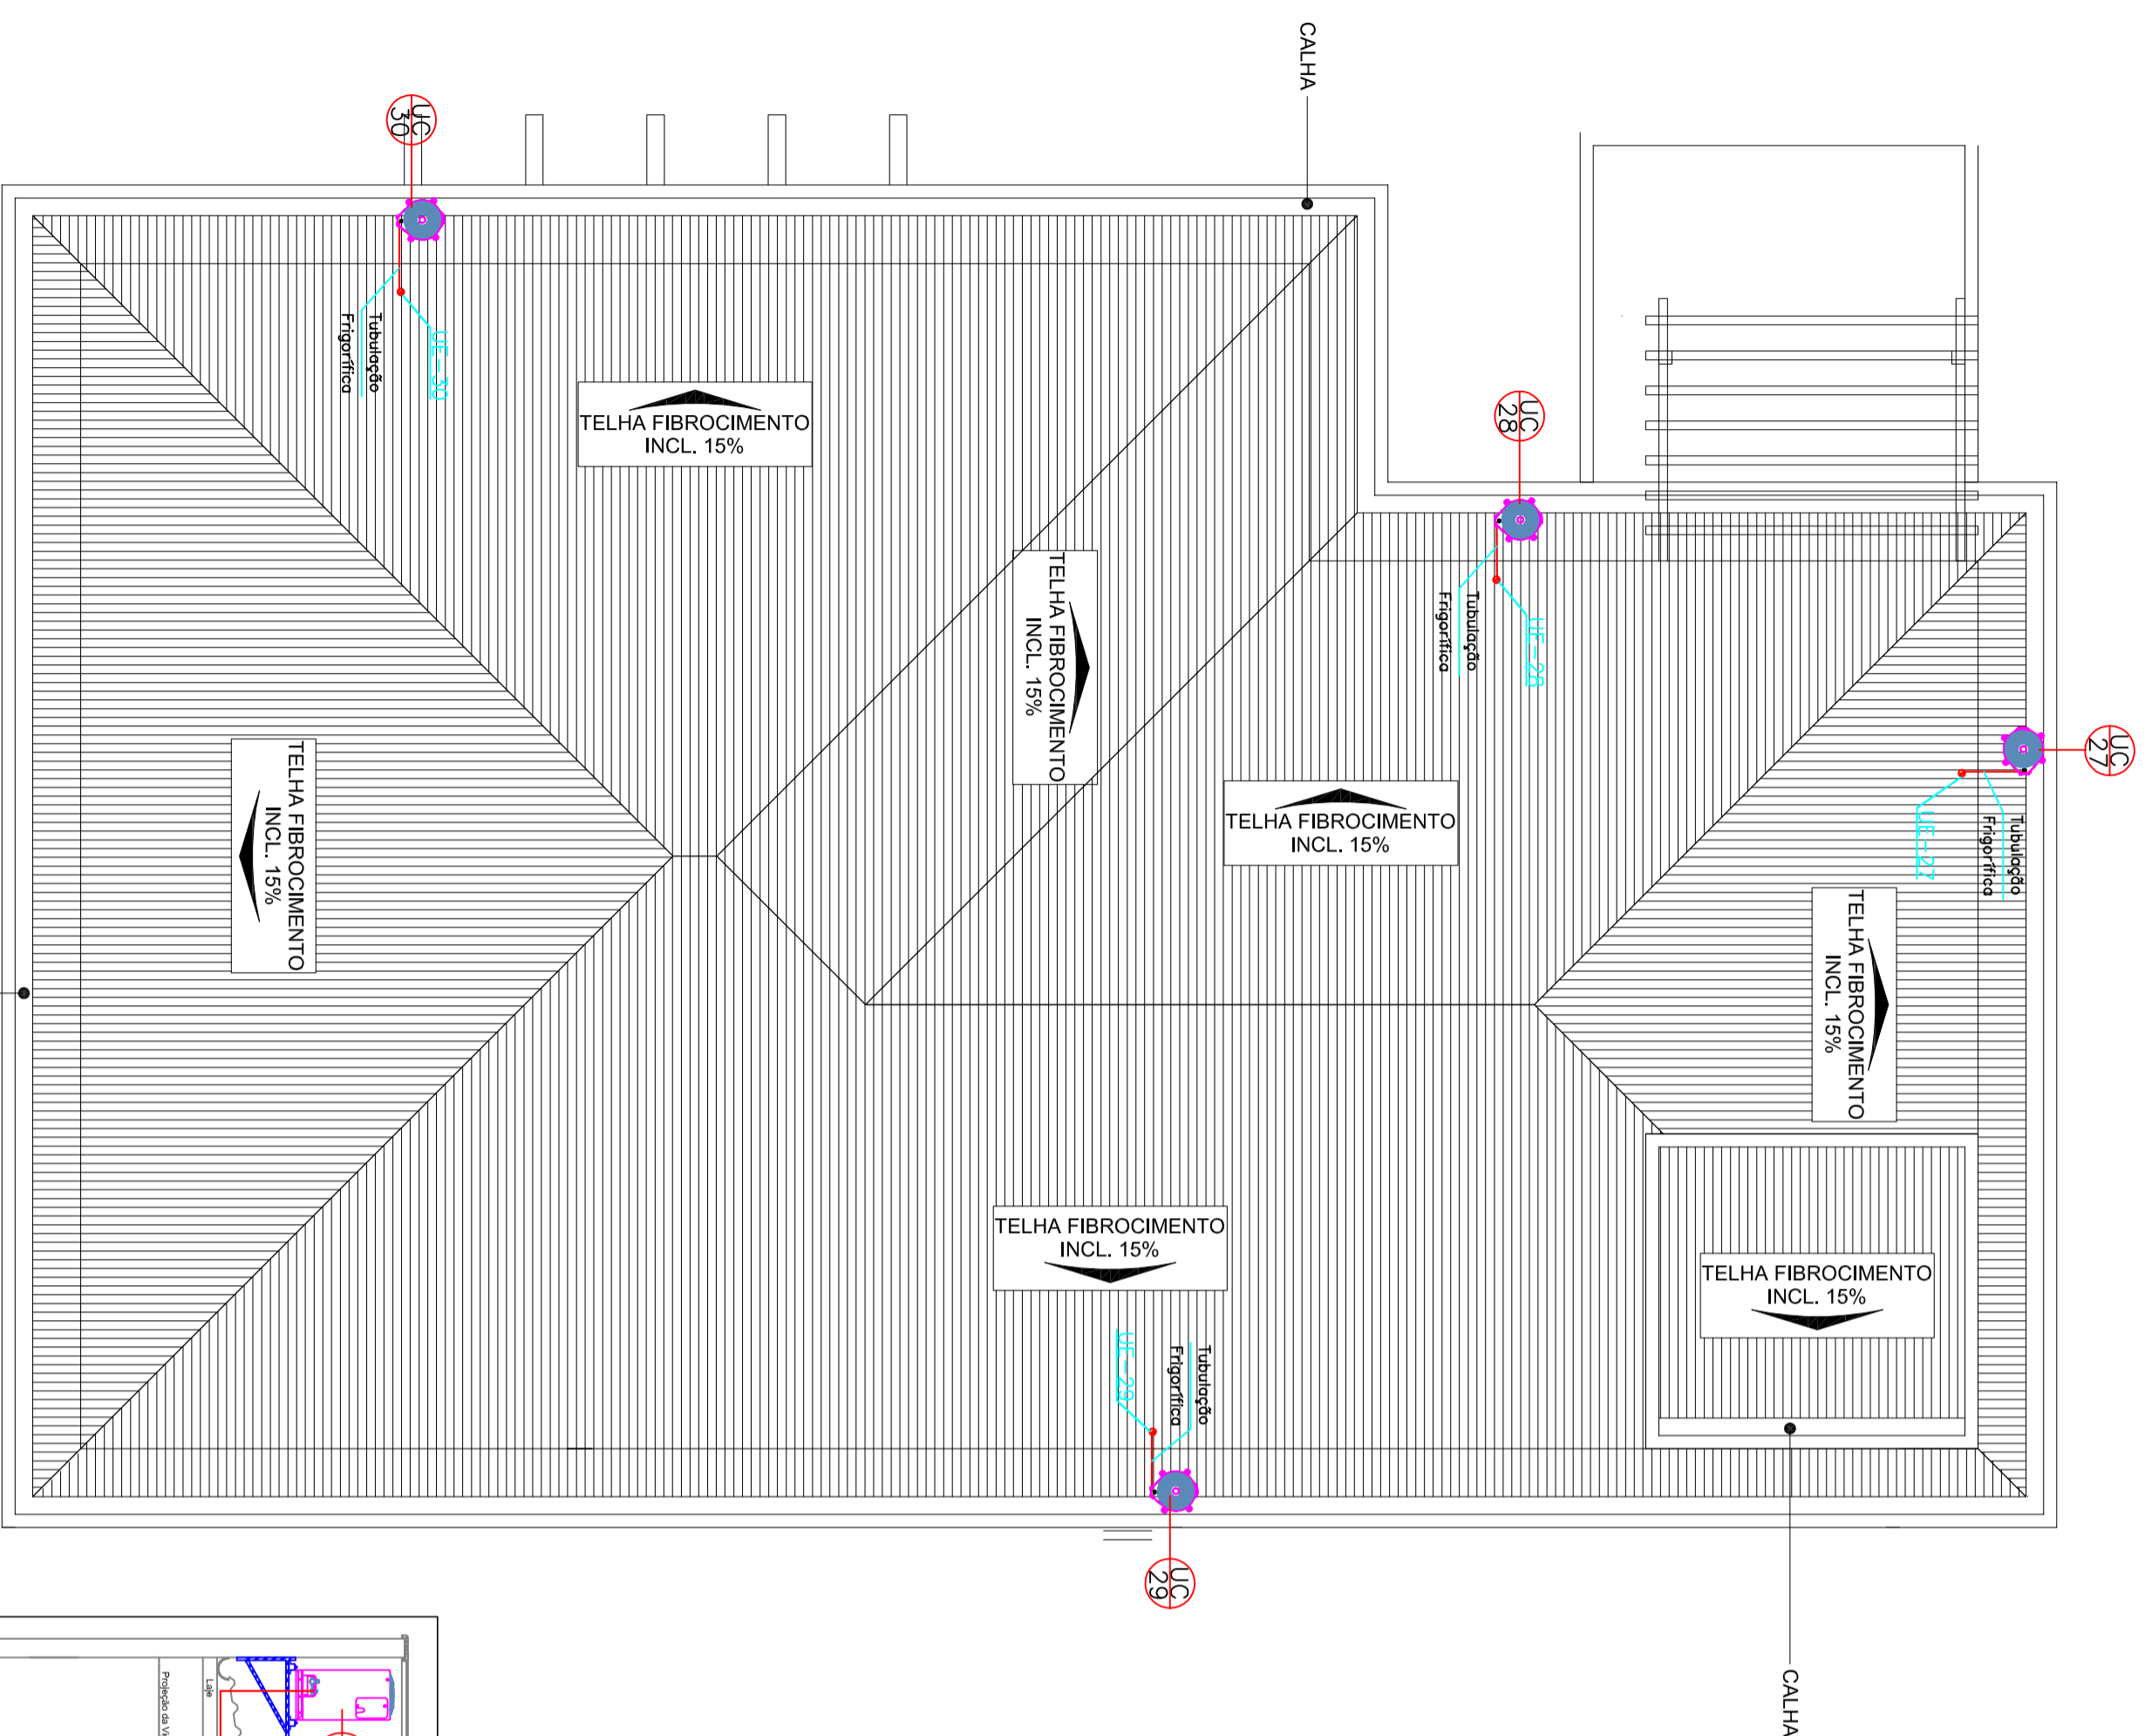 CALHA
UC
30
UC
28
UC
27
UE-30
Tubulação
Frigorífica
TELHA FIBROCIMENTO
INCL. 15%
TELHA FIBROCIMENTO
INCL. 15%
UE-28
Tubulação
Frigorífica
TELHA FIBROCIMENTO
INCL. 15%
Tubulação
Frigorífica
UE-27
TELHA FIBROCIMENTO
INCL. 15%
TELHA FIBROCIMENTO
INCL. 15%
TELHA FIBROCIMENTO
INCL. 15%
TELHA FIBROCIMENTO
INCL. 15%
Tubulação
Frigorífica
UE-29
UC
29
CALHA
Laje
Projeção da